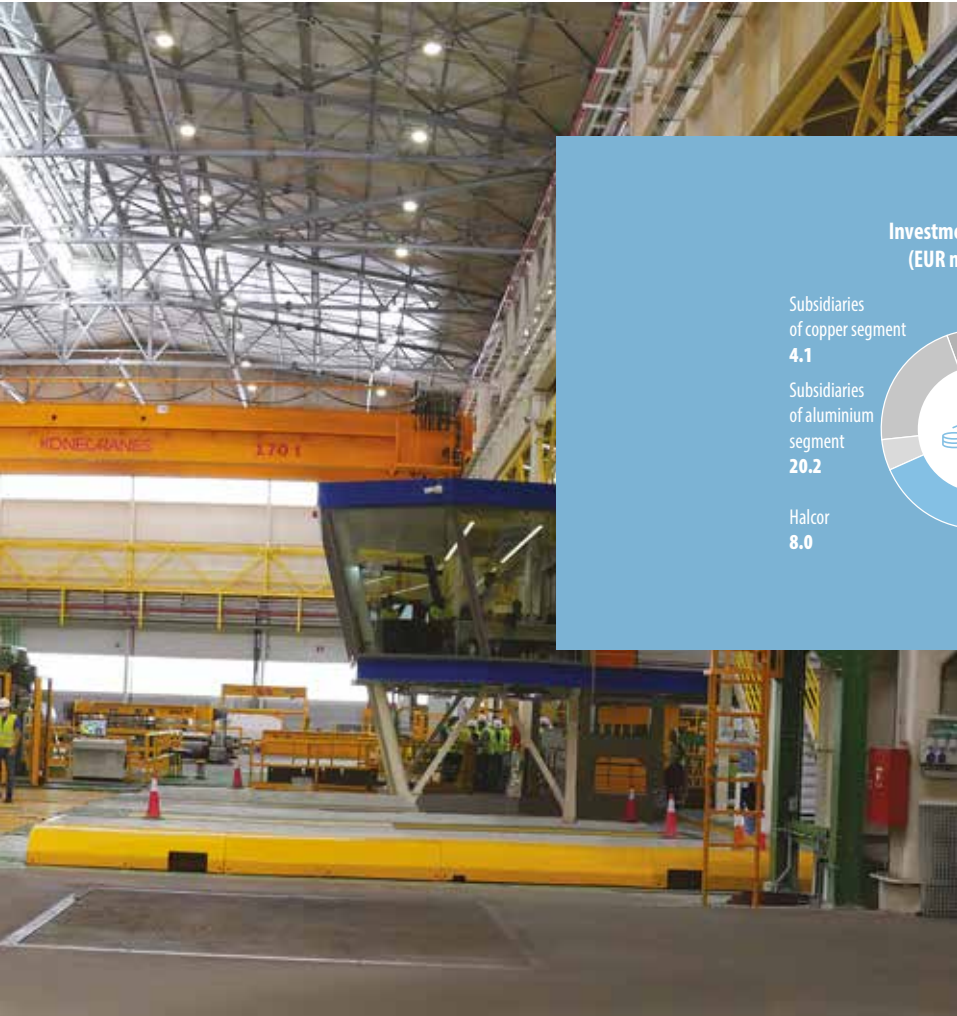 KONECRANES 170 t
Investme
(EUR m
Subsidiaries
of copper segment
4.1
Subsidiaries
of aluminium
segment
20.2
Halcor
8.0